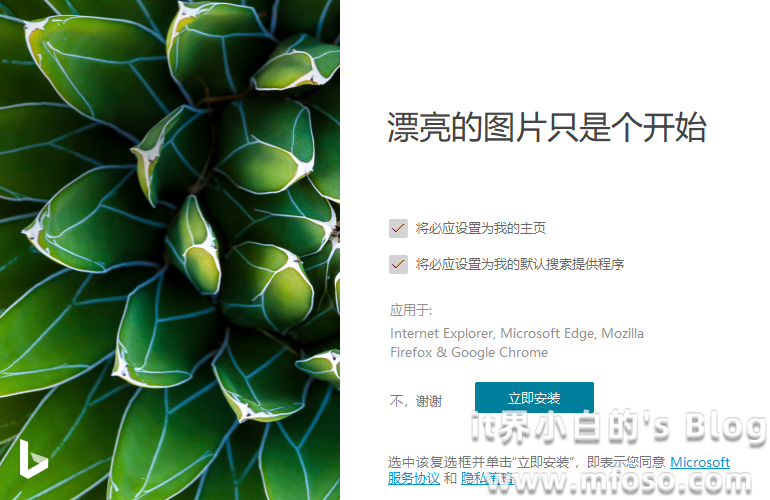 漂亮的图片只是个开始
将必应设置为我的主页
将必应设置为我的默认搜索提供程序
应用于:
Internet Explorer, Microsoft Edge, Mozilla
Firefox & Google Chrome
不，谢谢
立即安装
it界小白的's Blog
选中该复选框并单击“立即安装”，即表示您同意 Microsoft
服务协议 和 隐私策略
www.mfoso.com